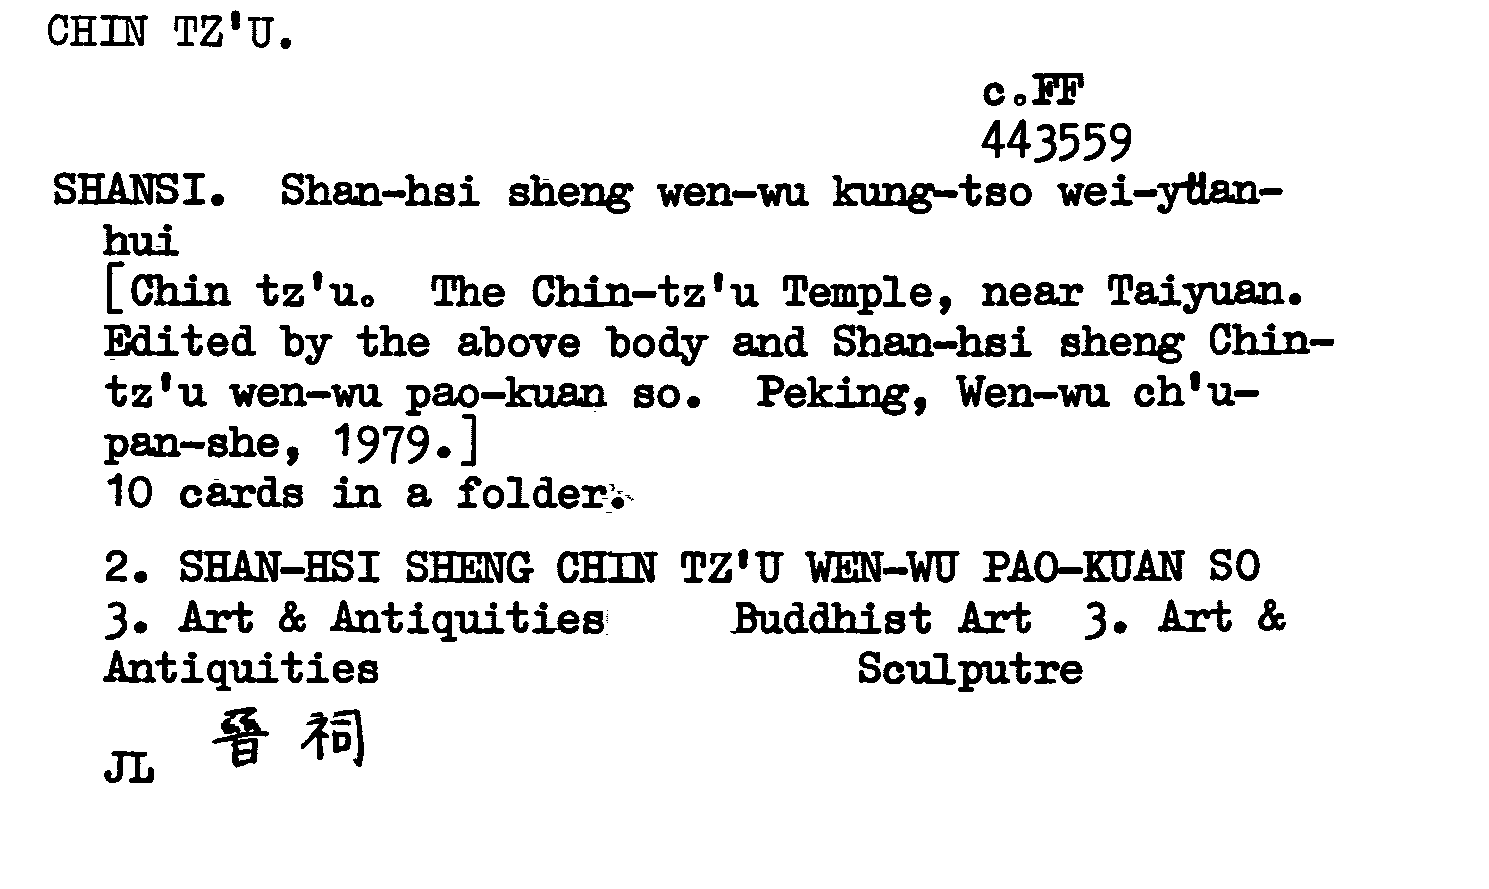 CHIN TZ'U.
c.FF
443559
SHANSI. Shan-hsi sheng wen-wu kung-tso wei-yüan-
hui
[Chin tz'u. The Chin-tz'u Temple, near Taiyuan.
Edited by the above body and Shan-hsi sheng Chin-
tz'u wen-wu pao-kuan so. Peking, Wen-wu ch'u-
pan-she, 1979.]
10 cards in a folder.
2. SHAN-HSI SHENG CHIN TZ'U WEN-WU PAO-KUAN SO
3. Art & Antiquities Buddhist Art 3. Art &
Antiquities Sculputre
晉祠
JL